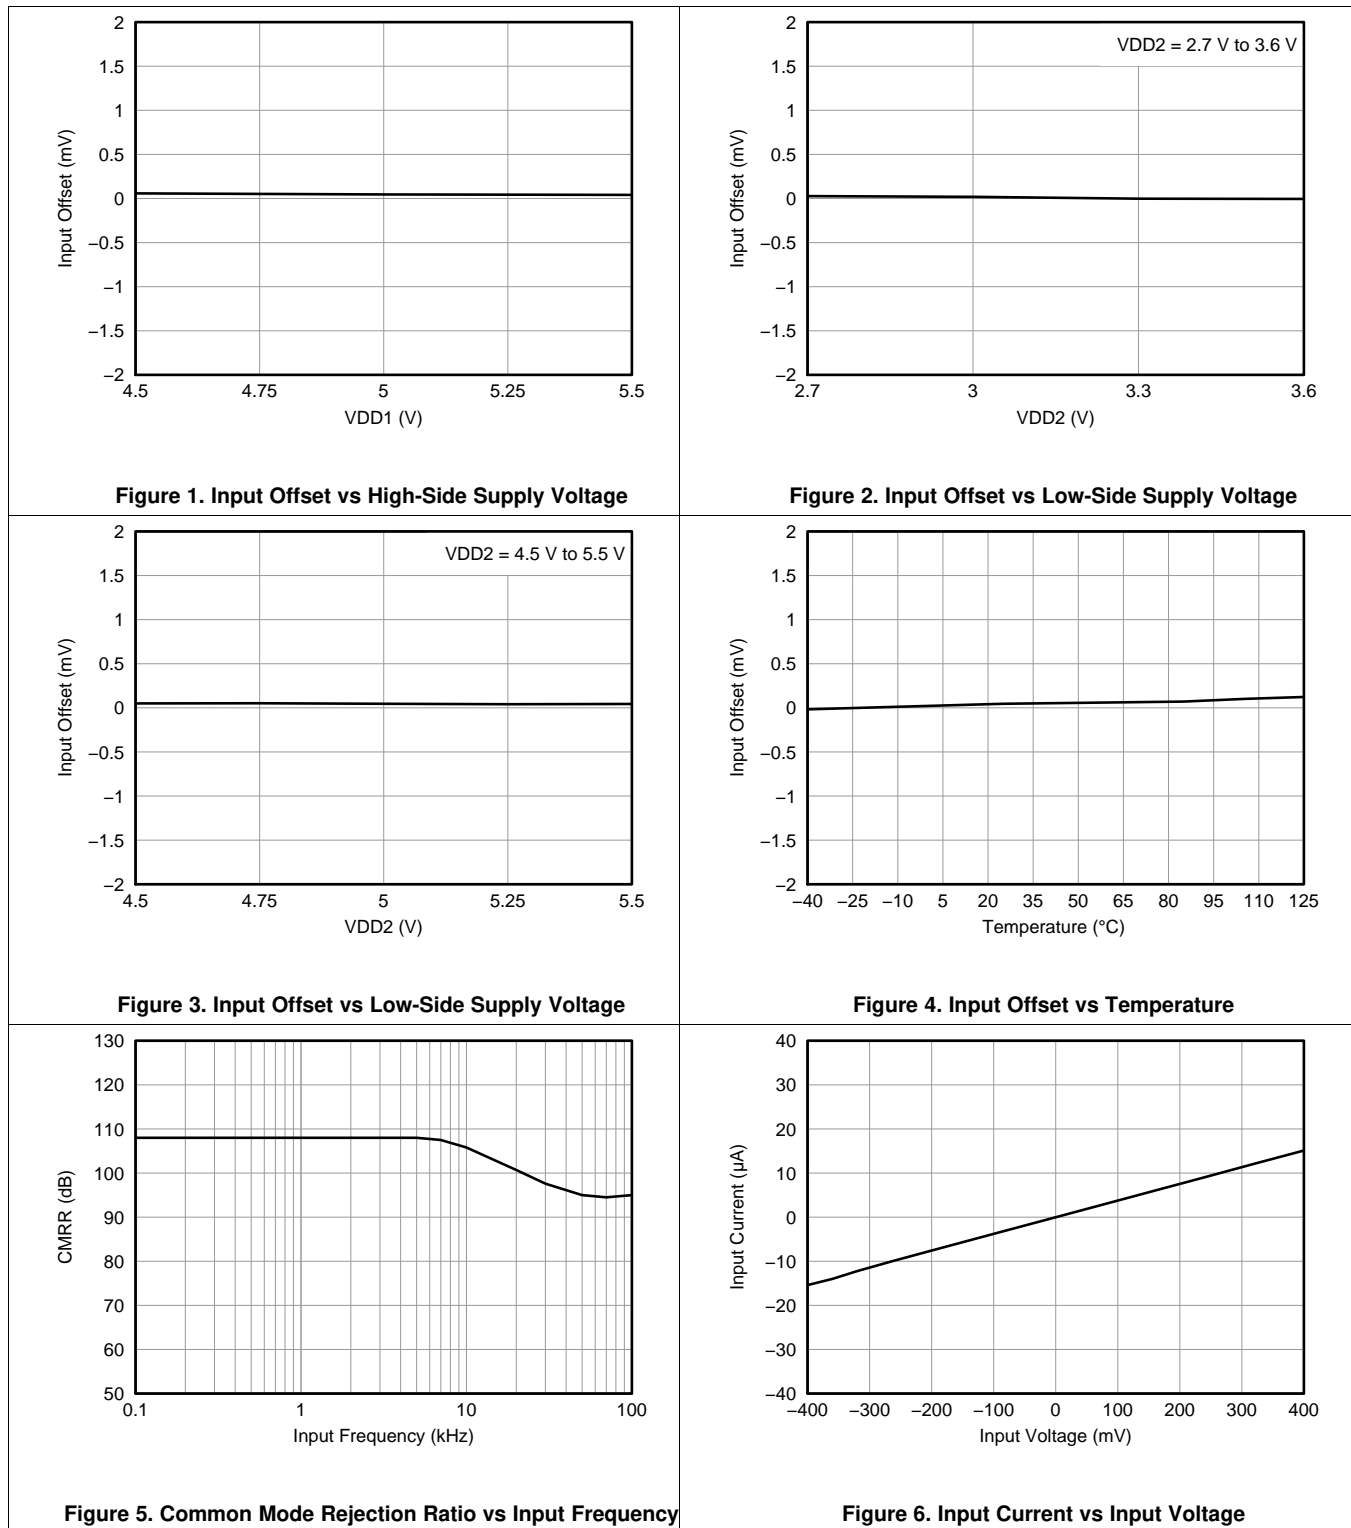 2
1.5
1
0.5
0
−0.5
−1
−1.5
−2
Input Offset (mV)
4.5 4.75 5 5.25 5.5
VDD1 (V)
Figure 1. Input Offset vs High-Side Supply Voltage
VDD2 = 2.7 V to 3.6 V
2
1.5
1
0.5
0
−0.5
−1
−1.5
−2
Input Offset (mV)
2.7 3 3.3 3.6
VDD2 (V)
Figure 2. Input Offset vs Low-Side Supply Voltage
VDD2 = 4.5 V to 5.5 V
2
1.5
1
0.5
0
−0.5
−1
−1.5
−2
Input Offset (mV)
4.5 4.75 5 5.25 5.5
VDD2 (V)
Figure 3. Input Offset vs Low-Side Supply Voltage
2
1.5
1
0.5
0
−0.5
−1
−1.5
−2
Input Offset (mV)
−40 −25 −10 5 20 35 50 65 80 95 110 125
Temperature (°C)
Figure 4. Input Offset vs Temperature
130
120
110
100
90
80
70
60
50
CMRR (dB)
0.1 1 10 100
Input Frequency (kHz)
Figure 5. Common Mode Rejection Ratio vs Input Frequency
40
30
20
10
0
−10
−20
−30
−40
Input Current (µA)
−400 −300 −200 −100 0 100 200 300 400
Input Voltage (mV)
Figure 6. Input Current vs Input Voltage